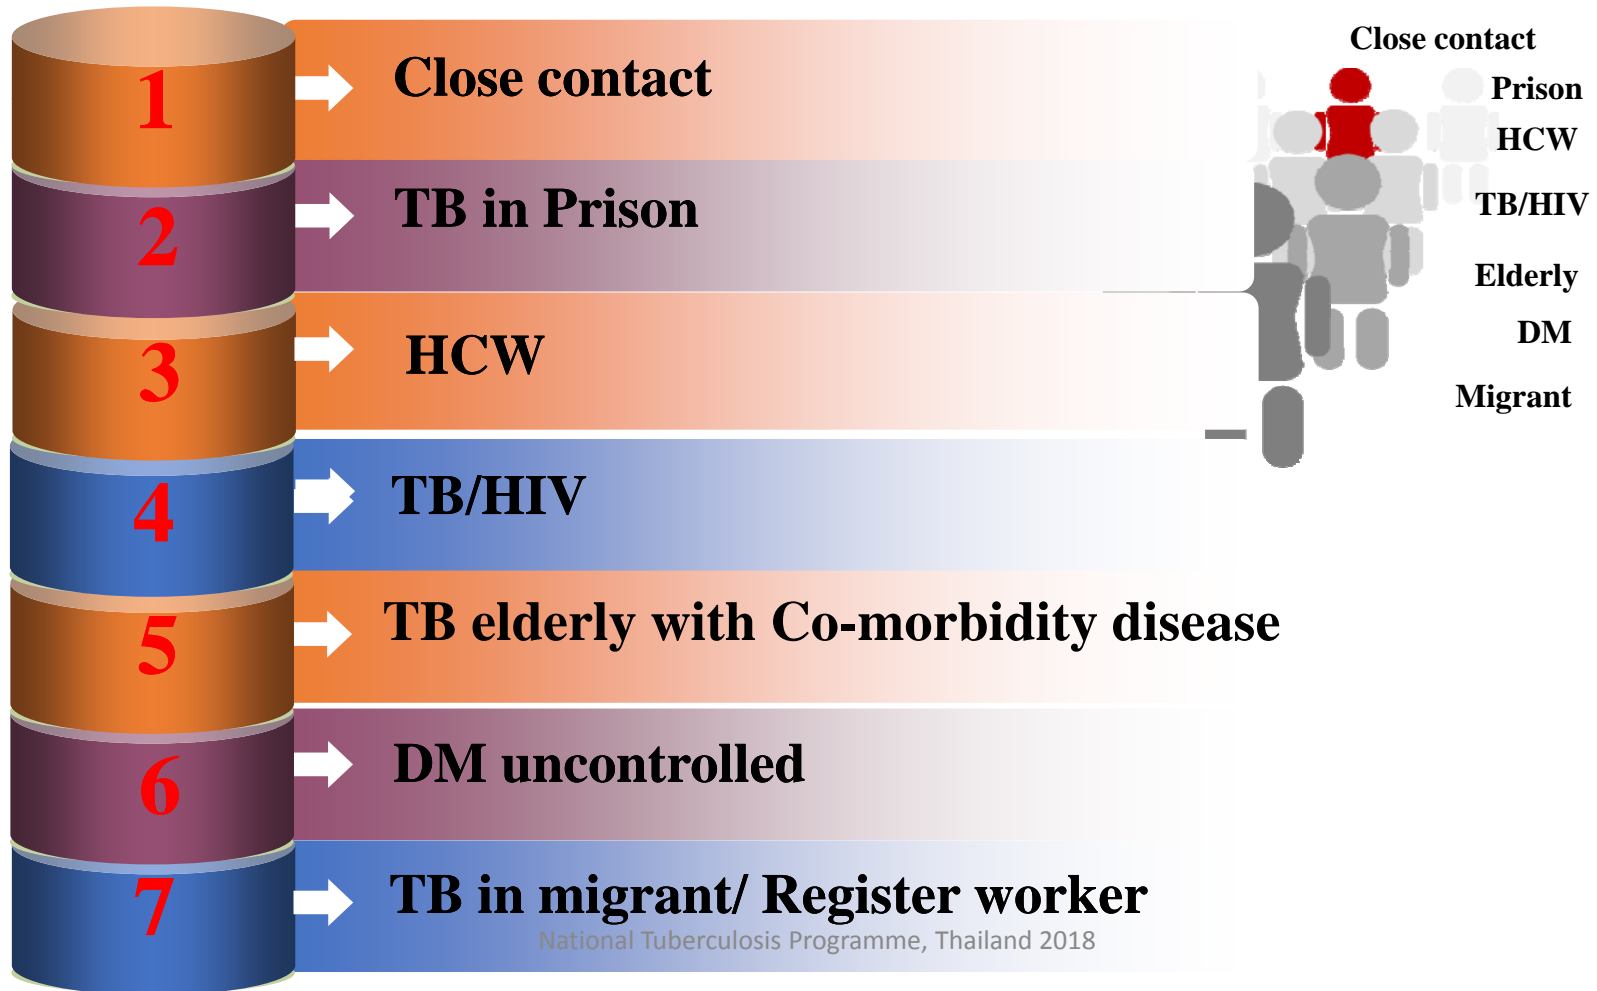 1
Close contact
2
TB in Prison
3
HCW
4
TB/HIV
5
TB elderly with Co-morbidity disease
6
DM uncontrolled
7
TB in migrant/ Register worker
National Tuberculosis Programme, Thailand 2018
Close contact
Prison
HCW
TB/HIV
Elderly
DM
Migrant